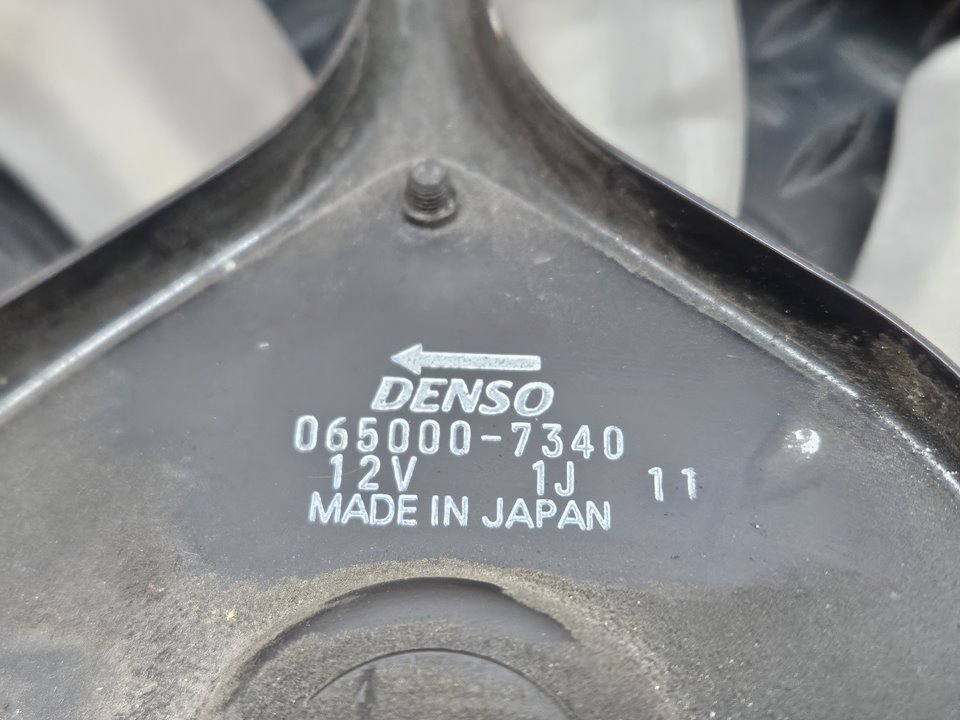 DENSO
065000-7340
12V 1J 11
MADE IN JAPAN